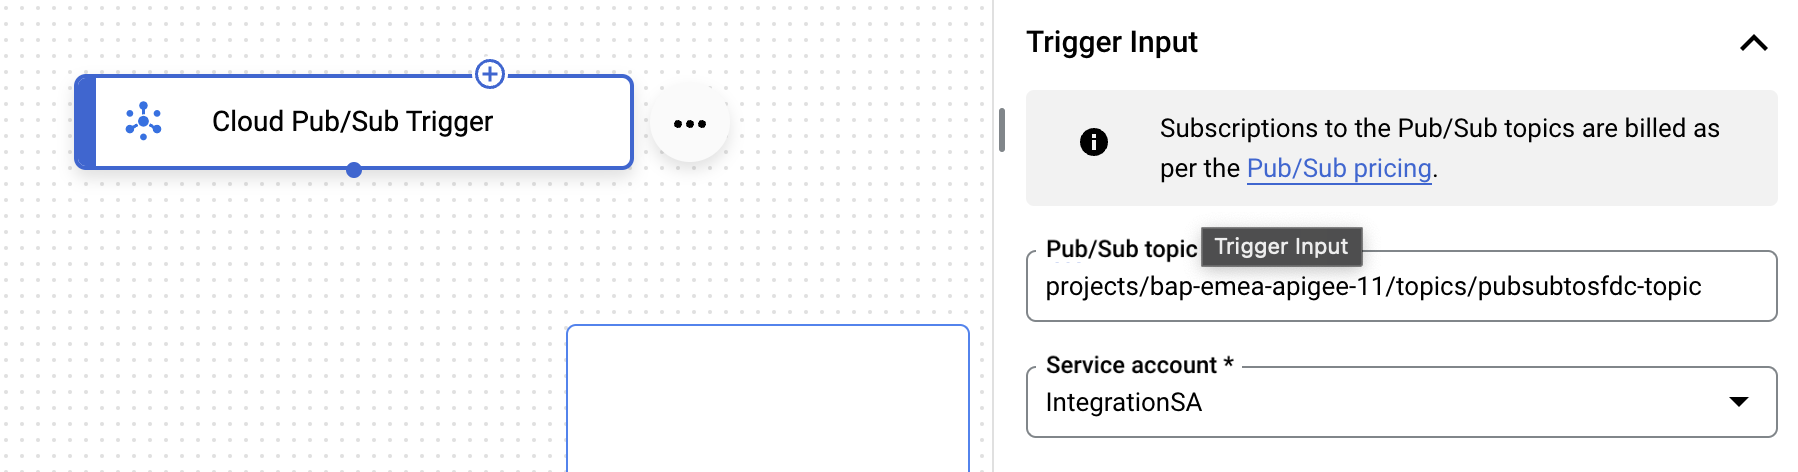 Cloud Pub/Sub Trigger
Trigger Input
Subscriptions to the Pub/Sub topics are billed as
per the Pub/Sub pricing.
Pub/Sub topic
Trigger Input
projects/bap-emea-apigee-11/topics/pubsubtosfdc-topic
Service account *
IntegrationSA